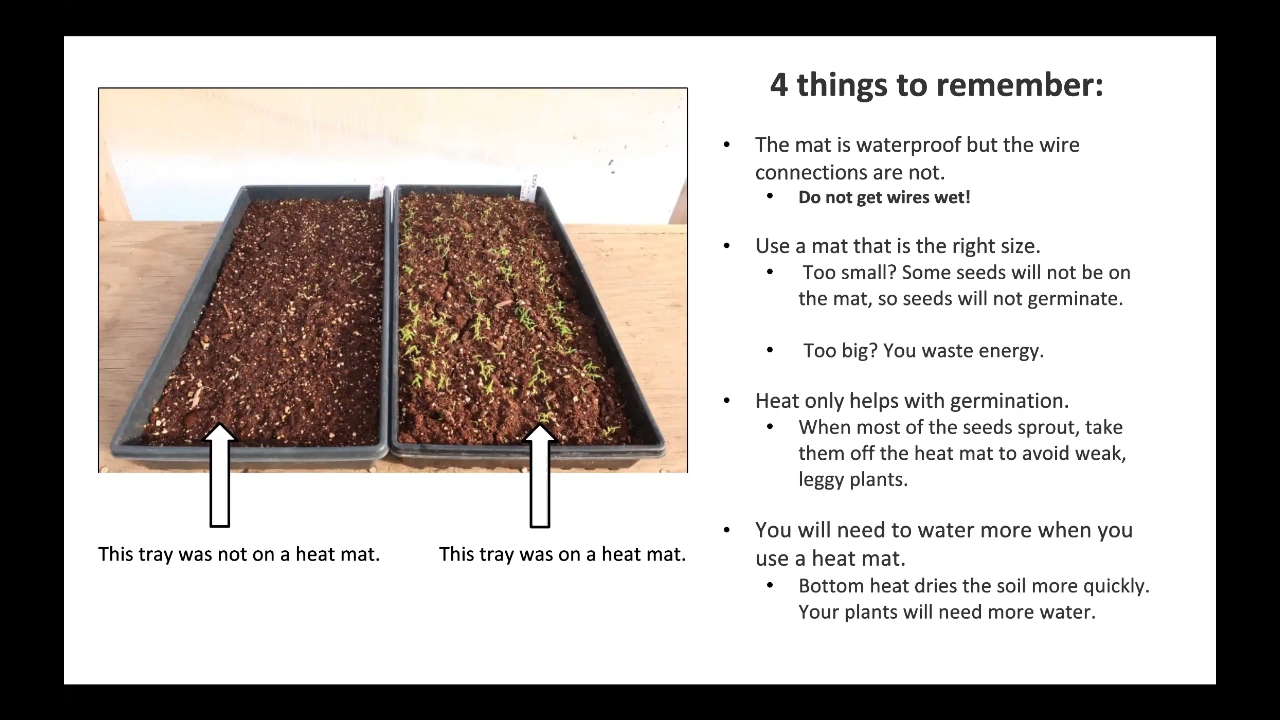 4 things to remember:
• The mat is waterproof but the wire
connections are not.
• Do not get wires wet!
• Use a mat that is the right size.
• Too small? Some seeds will not be on
the mat, so seeds will not germinate.
• Too big? You waste energy.
• Heat only helps with germination.
• When most of the seeds sprout, take
them off the heat mat to avoid weak,
leggy plants.
• You will need to water more when you
use a heat mat.
• Bottom heat dries the soil more quickly.
Your plants will need more water.
This tray was not on a heat mat.
This tray was on a heat mat.